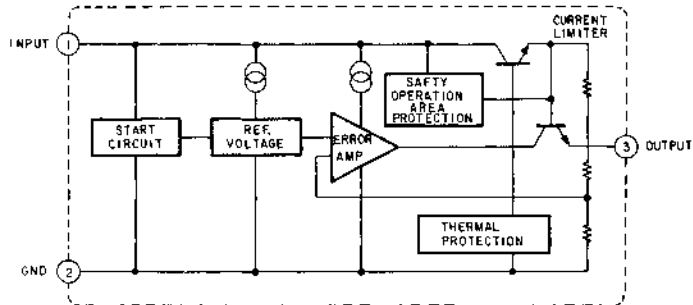 CURRENT
LIMITER
INPUT 1
SAFTY
OPERATION
AREA
PROTECTION
START
CIRCUIT
REF.
VOLTAGE
ERROR
AMP
3 OUTPUT
THERMAL
PROTECTION
GND 2